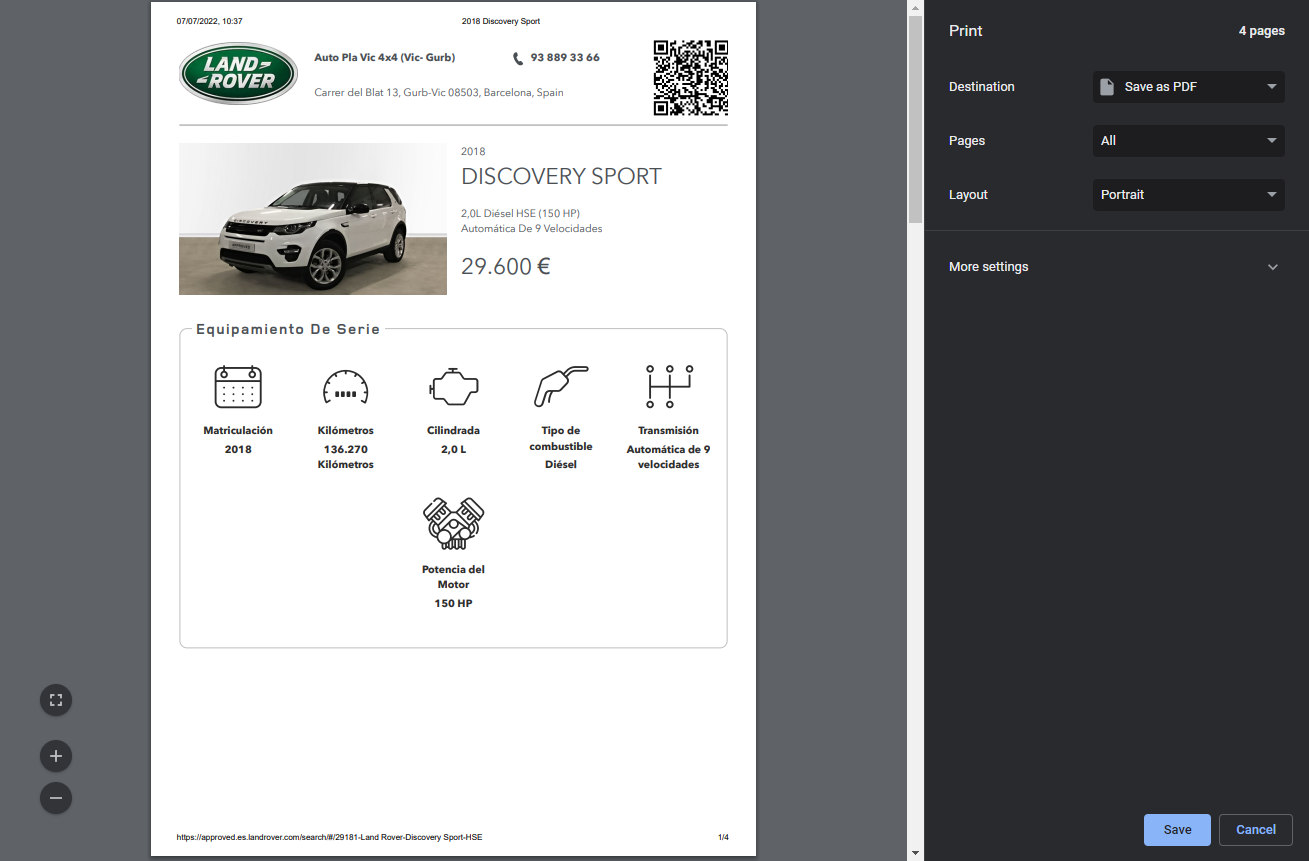 07/07/2022, 10:37
2018 Discovery Sport
LAND-
-ROVER
Auto Pla Vic 4x4 (Vic- Gurb)
93 889 33 66
Carrer del Blat 13, Gurb-Vic 08503, Barcelona, Spain
2018
DISCOVERY SPORT
2,0L Diésel HSE (150 HP)
Automática De 9 Velocidades
29.600 €
DISCOVERY
APPROVED
Equipamiento De Serie
Matriculación
2018
Kilómetros
136.270
Kilómetros
Cilindrada
2,0 L
Tipo de
combustible
Diésel
Transmisión
Automática de 9
velocidades
Potencia del
Motor
150 HP
https://approved.es.landrover.com/search/#/29181-Land Rover-Discovery Sport-HSE
1/4
Print
4 pages
Destination
Save as PDF
Pages
All
Layout
Portrait
More settings
Save
Cancel